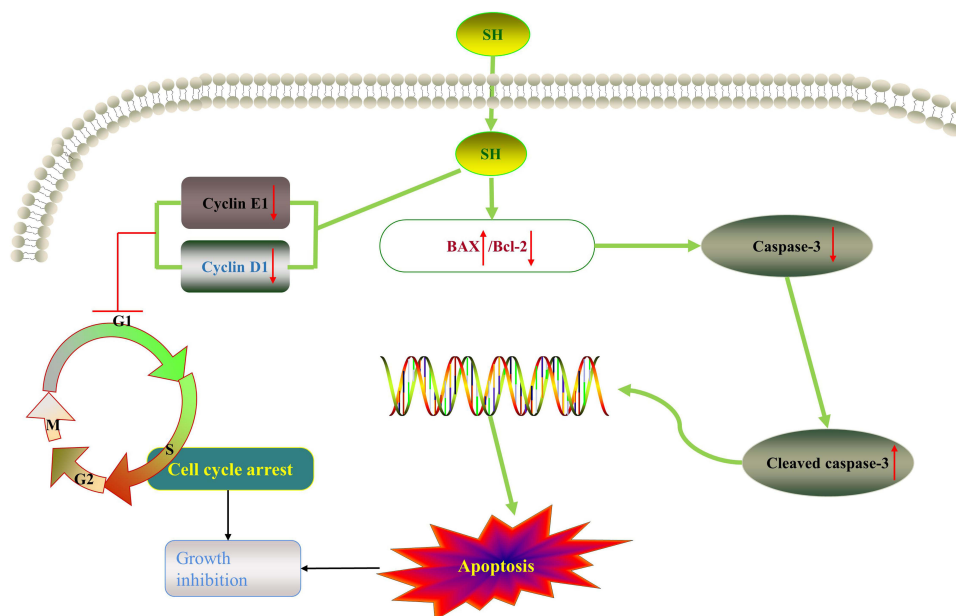 SH
SH
Cyclin E1
Cyclin D1
BAX /Bcl-2
Caspase-3
G1
M
S
G2
Cell cycle arrest
Cleaved caspase-3
Growth
inhibition
Apoptosis